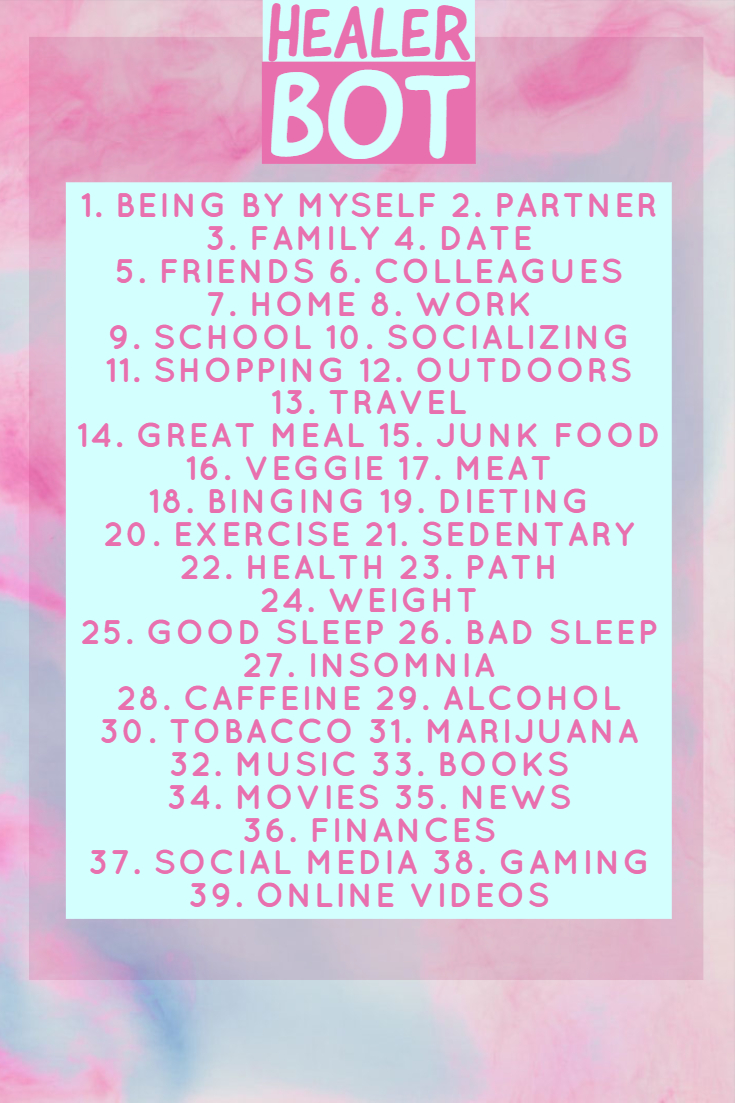 HEALER
BOT
1. BEING BY MYSELF 2. PARTNER
3. FAMILY 4. DATE
5. FRIENDS 6. COLLEAGUES
7. HOME 8. WORK
9. SCHOOL 10. SOCIALIZING
11. SHOPPING 12. OUTDOORS
13. TRAVEL
14. GREAT MEAL 15. JUNK FOOD
16. VEGGIE 17. MEAT
18. BINGING 19. DIETING
20. EXERCISE 21. SEDENTARY
22. HEALTH 23. PATH
24. WEIGHT
25. GOOD SLEEP 26. BAD SLEEP
27. INSOMNIA
28. CAFFEINE 29. ALCOHOL
30. TOBACCO 31. MARIJUANA
32. MUSIC 33. BOOKS
34. MOVIES 35. NEWS
36. FINANCES
37. SOCIAL MEDIA 38. GAMING
39. ONLINE VIDEOS